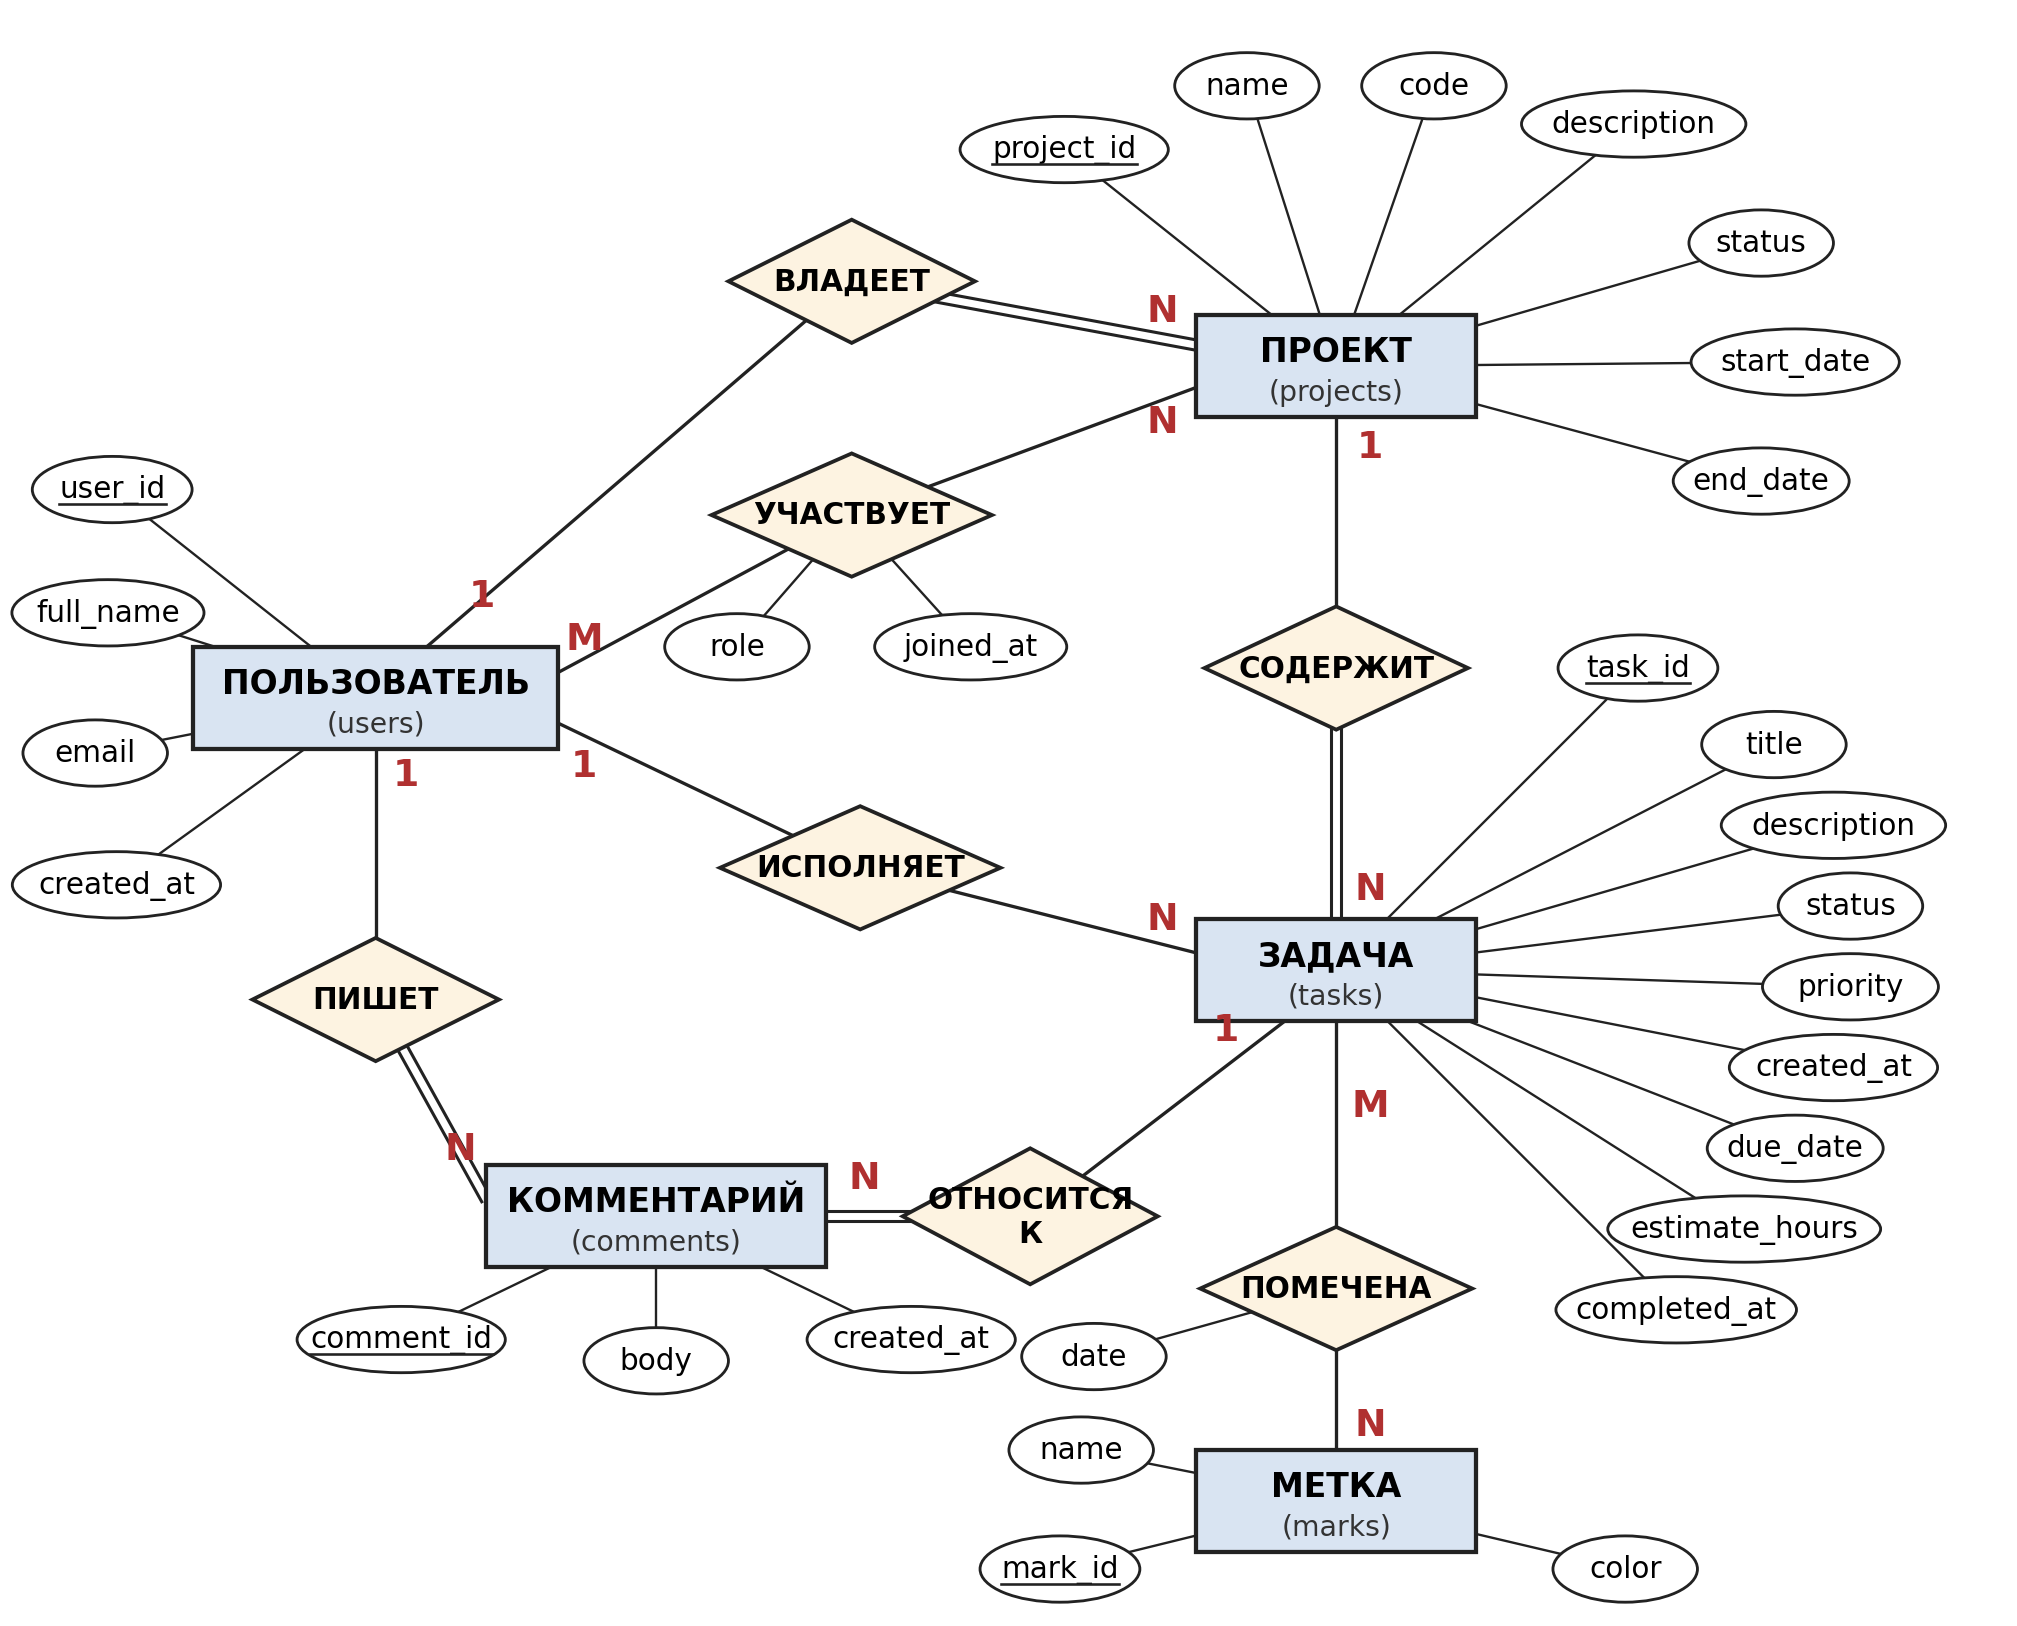 name
code
description
project_id
status
ВЛАДЕЕТ
N
ПРОЕКТ
(projects)
start_date
N
1
end_date
user_id
УЧАСТВУЕТ
1
full_name
M
role
joined_at
СОДЕРЖИТ
task_id
ПОЛЬЗОВАТЕЛЬ
(users)
email
1
1
title
description
created_at
ИСПОЛНЯЕТ
N
N
status
ЗАДАЧА
(tasks)
priority
ПИШЕТ
1
created_at
M
due_date
N
N
КОММЕНТАРИЙ
(comments)
ОТНОСИТСЯ
К
estimate_hours
ПОМЕЧЕНА
completed_at
comment_id
body
created_at
date
N
name
МЕТКА
(marks)
mark_id
color